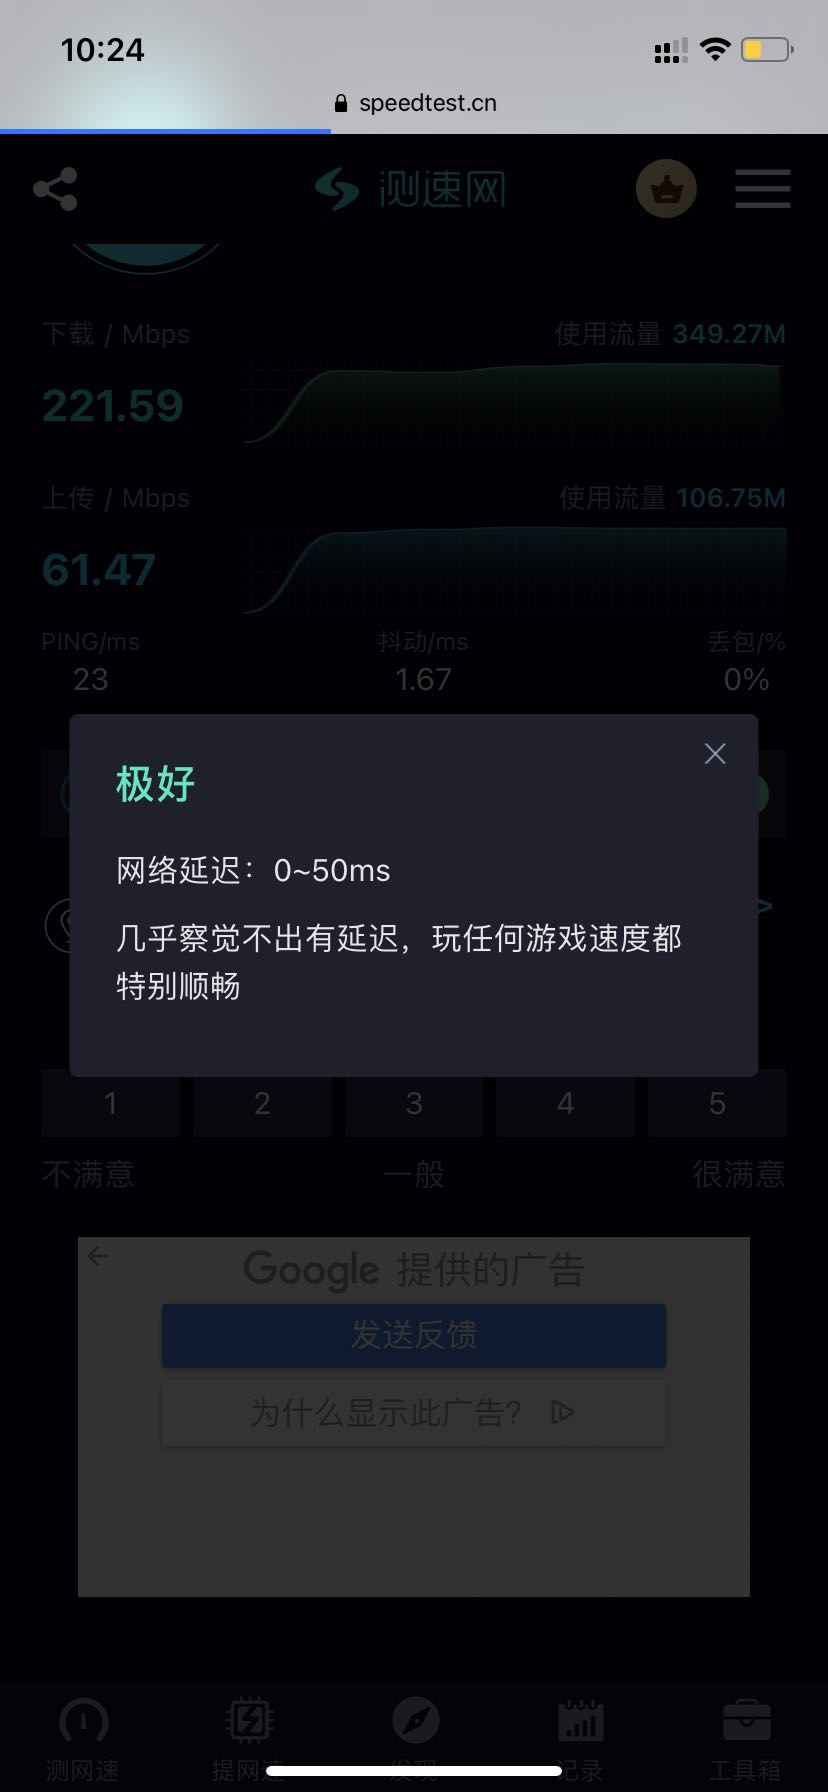 10:24
speedtest.cn
测速网
下载 / Mbps
使用流量 349.27M
221.59
上传 / Mbps
使用流量 106.75M
61.47
PING/ms
抖动/ms
丢包/%
23
1.67
0%
极好
网络延迟：0~50ms
几乎察觉不出有延迟，玩任何游戏速度都
特别顺畅
1
2
3
4
5
不满意
一般
很满意
Google 提供的广告
发送反馈
为什么显示此广告?
测网速
提网速
发现
记录
工具箱